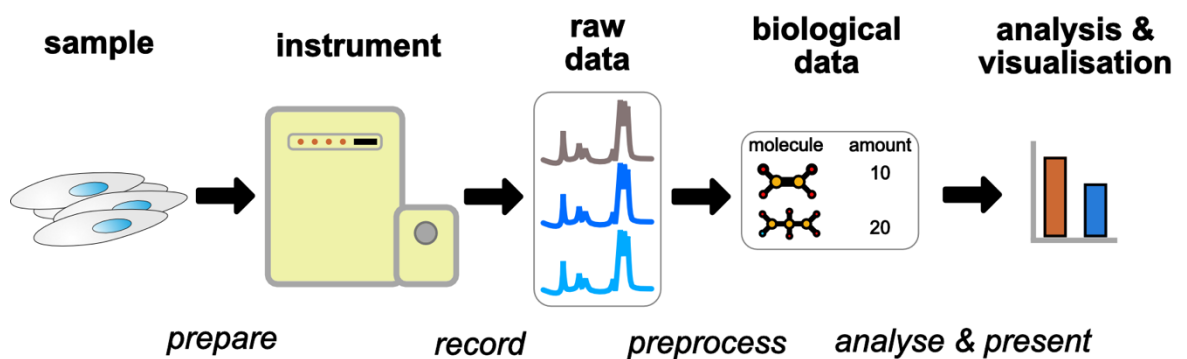 sample
instrument
raw
data
biological
data
analysis &
visualisation
molecule amount
10
20
prepare
record
preprocess
analyse & present